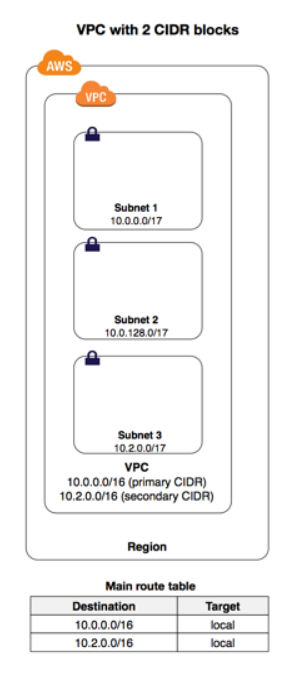 VPC with 2 CIDR blocks
AWS
VPC
Subnet 1
10.0.0.0/17
Subnet 2
10.0.128.0/17
Subnet 3
10.2.0.0/17
VPC
10.0.0.0/16 (primary CIDR)
10.2.0.0/16 (secondary CIDR)
Region
Main route table
Destination Target
10.0.0.0/16 local
10.2.0.0/16 local